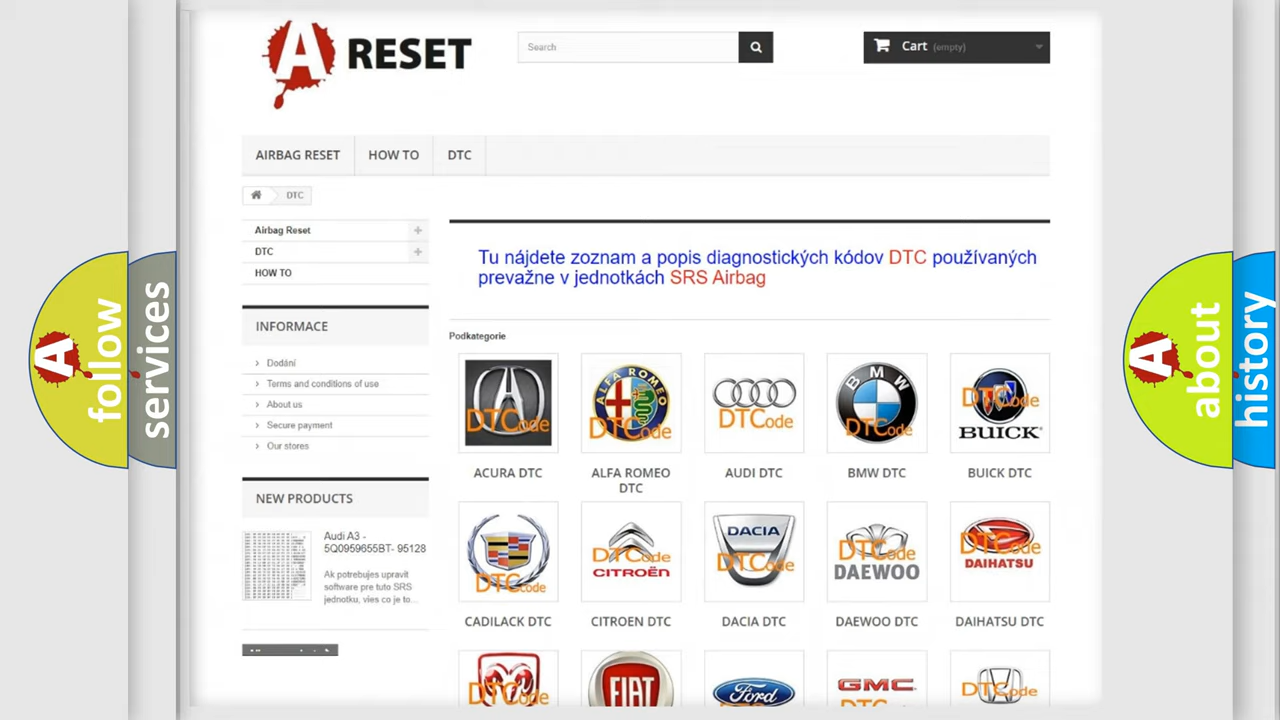 A RESET
Search
Cart (empty)
AIRBAG RESET
HOW TO
DTC
DTC
Airbag Reset
DTC
HOW TO
INFORMACE
Dodání
Terms and conditions of use
About us
Secure payment
Our stores
NEW PRODUCTS
Audi A3 -
5Q0959655BT- 95128
Ak potrebujes upravit
software pre tuto SRS
jednotku, vies co je to...
Tu nájdete zoznam a popis diagnostických kódov DTC používaných
prevažne v jednotkách SRS Airbag
Podkategorie
DTCode
ALFA ROMEO
DTCode
DTCode
BMW
DTCode
DTCode
BUICK
ACURA DTC
ALFA ROMEO
DTC
AUDI DTC
BMW DTC
BUICK DTC
DTCode
DTCode
CITROËN
DACIA
DTCode
DTCode
DAEWOO
DTCode
DAIHATSU
CADILACK DTC
CITROEN DTC
DACIA DTC
DAEWOO DTC
DAIHATSU DTC
DTCode
FIAT
Ford
GMC
DTCode
A follow
services
A about
history